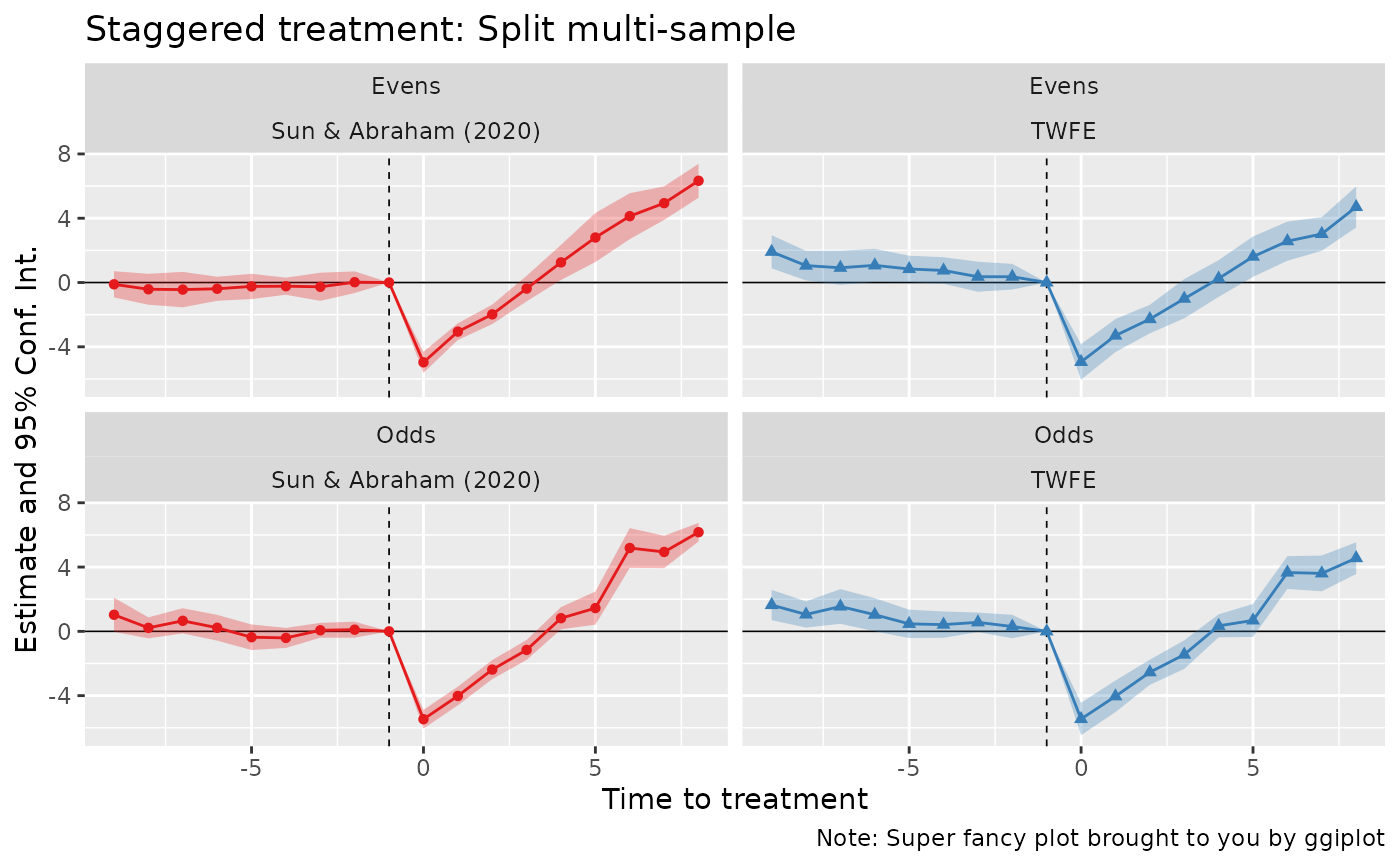 Staggered treatment: Split multi-sample
Evens
Sun & Abraham (2020)
Evens
TWFE
8
4
0
-4
Odds
Sun & Abraham (2020)
Odds
TWFE
8
4
0
-4
Estimate and 95% Conf. Int.
-5
0
5
-5
0
5
Time to treatment
Note: Super fancy plot brought to you by ggiplot